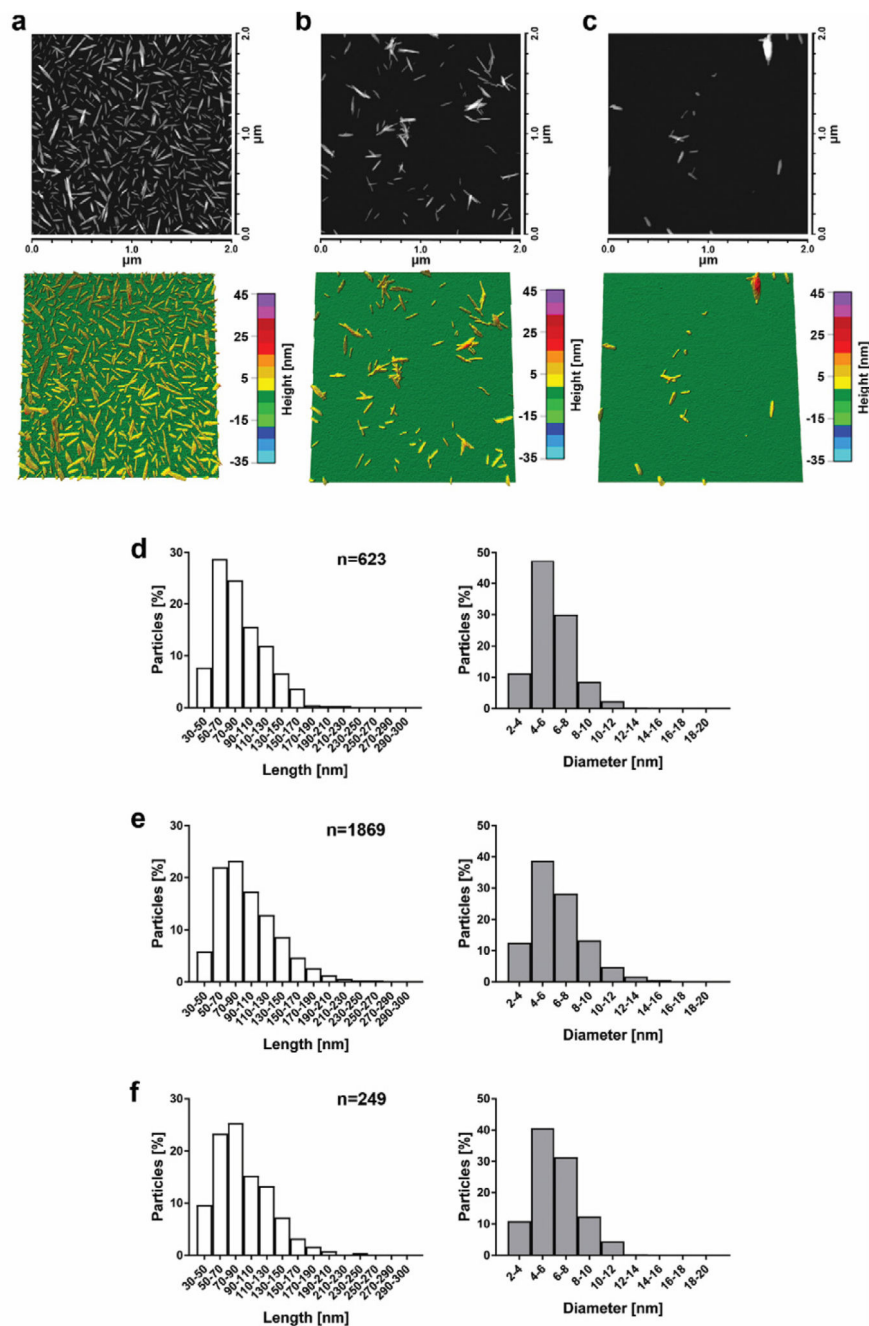 a
b
c
2.0
1.0
0.0
μm
0.0 1.0 2.0
μm
2.0
1.0
0.0
μm
0.0 1.0 2.0
μm
2.0
1.0
0.0
μm
0.0 1.0 2.0
μm
45
25
5
-15
-35
Height [nm]
45
25
5
-15
-35
Height [nm]
45
25
5
-15
-35
Height [nm]
d
n=623
Particles [%]
30
20
10
0
30-50 50-70 70-90 90-110 110-130 130-150 150-170 170-190 190-210 210-230 230-250 250-270 270-290 290-300
Length [nm]
Particles [%]
50
40
30
20
10
0
2-4 4-6 6-8 8-10 10-12 12-14 14-16 16-18 18-20
Diameter [nm]
e
n=1869
Particles [%]
30
20
10
0
30-50 50-70 70-90 90-110 110-130 130-150 150-170 170-190 190-210 210-230 230-250 250-270 270-290 290-300
Length [nm]
Particles [%]
50
40
30
20
10
0
2-4 4-6 6-8 8-10 10-12 12-14 14-16 16-18 18-20
Diameter [nm]
f
n=249
Particles [%]
30
20
10
0
30-50 50-70 70-90 90-110 110-130 130-150 150-170 170-190 190-210 210-230 230-250 250-270 270-290 290-300
Length [nm]
Particles [%]
50
40
30
20
10
0
2-4 4-6 6-8 8-10 10-12 12-14 14-16 16-18 18-20
Diameter [nm]